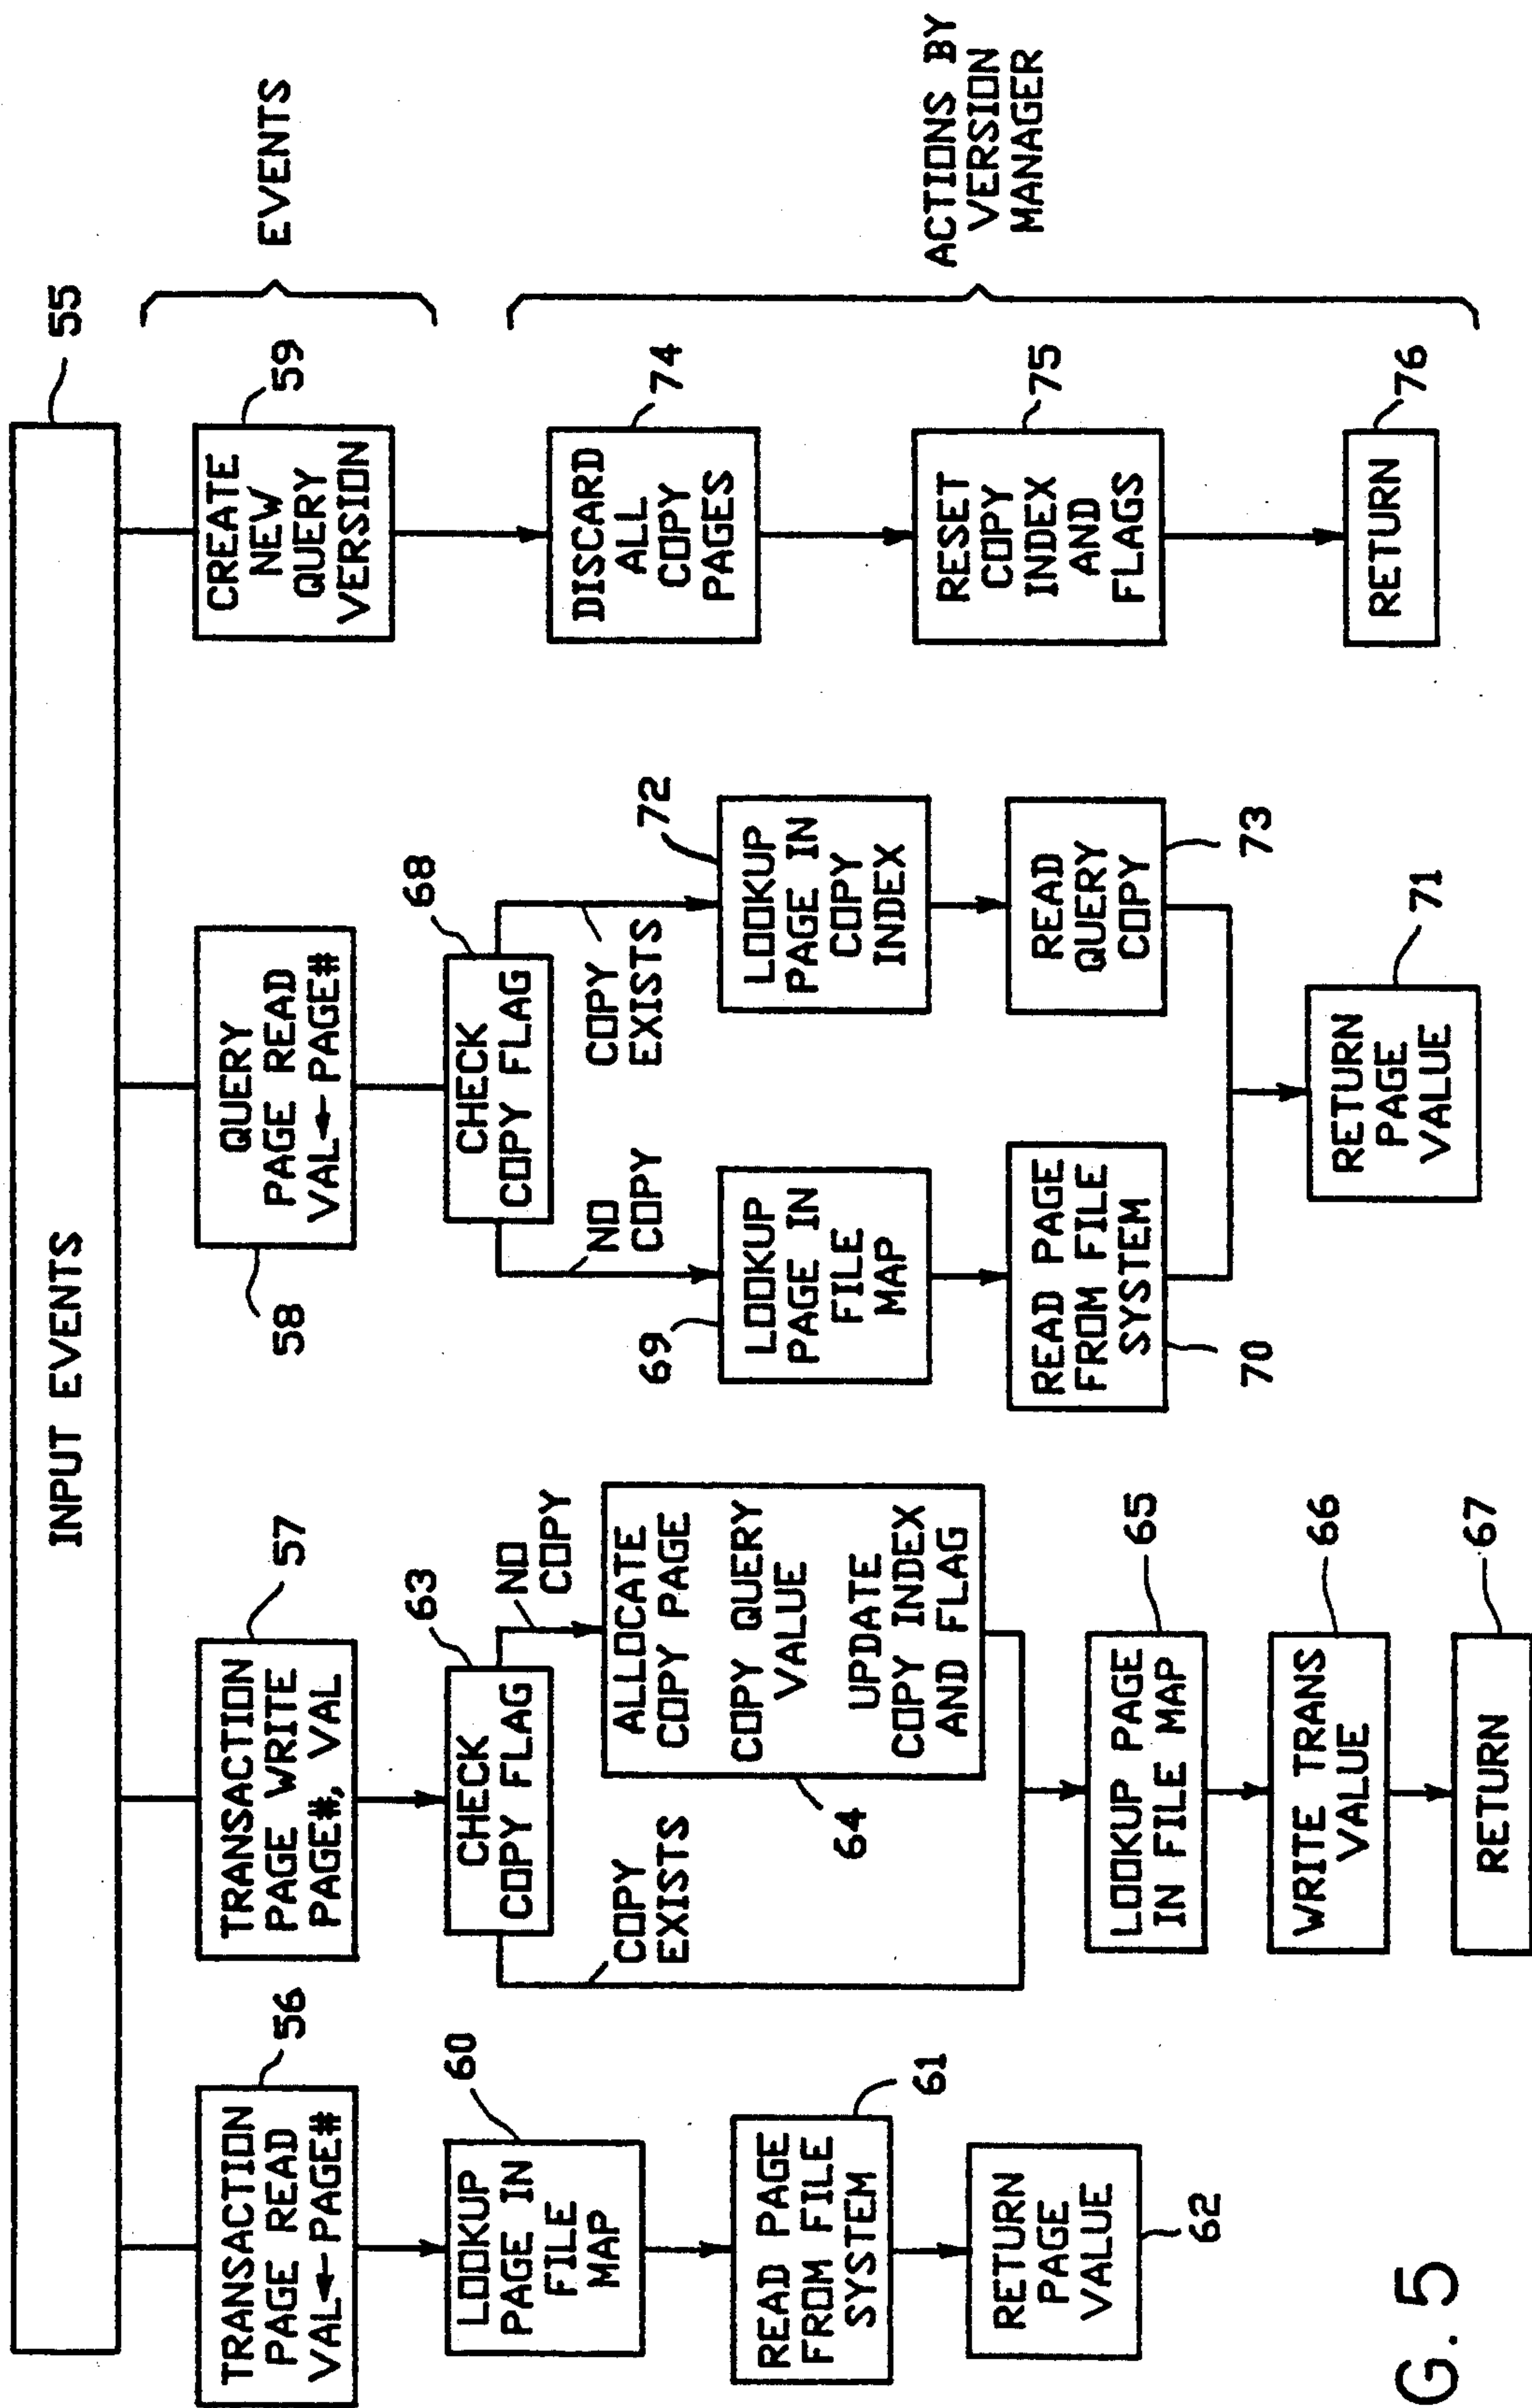 INPUT EVENTS
55
TRANSACTION
PAGE READ
VAL←PAGE#
56
TRANSACTION
PAGE WRITE
PAGE#, VAL
57
QUERY
PAGE READ
VAL←PAGE#
58
CREATE
NEW
QUERY
VERSION
59
EVENTS
LOOKUP
PAGE IN
FILE
MAP
60
READ PAGE
FROM FILE
SYSTEM
61
RETURN
PAGE
VALUE
62
CHECK
COPY FLAG
63
COPY
EXISTS
NO
COPY
ALLOCATE
COPY PAGE
COPY QUERY
VALUE
UPDATE
COPY INDEX
AND FLAG
64
LOOKUP PAGE
IN FILE MAP
65
WRITE TRANS
VALUE
66
RETURN
67
CHECK
COPY FLAG
68
NO
COPY
COPY
EXISTS
LOOKUP
PAGE IN
FILE
MAP
69
READ PAGE
FROM FILE
SYSTEM
70
LOOKUP
PAGE IN
COPY
INDEX
72
READ
QUERY
COPY
73
RETURN
PAGE
VALUE
71
DISCARD
ALL
COPY
PAGES
74
RESET
COPY
INDEX
AND
FLAGS
75
RETURN
76
ACTIONS BY
VERSION
MANAGER
G. 5